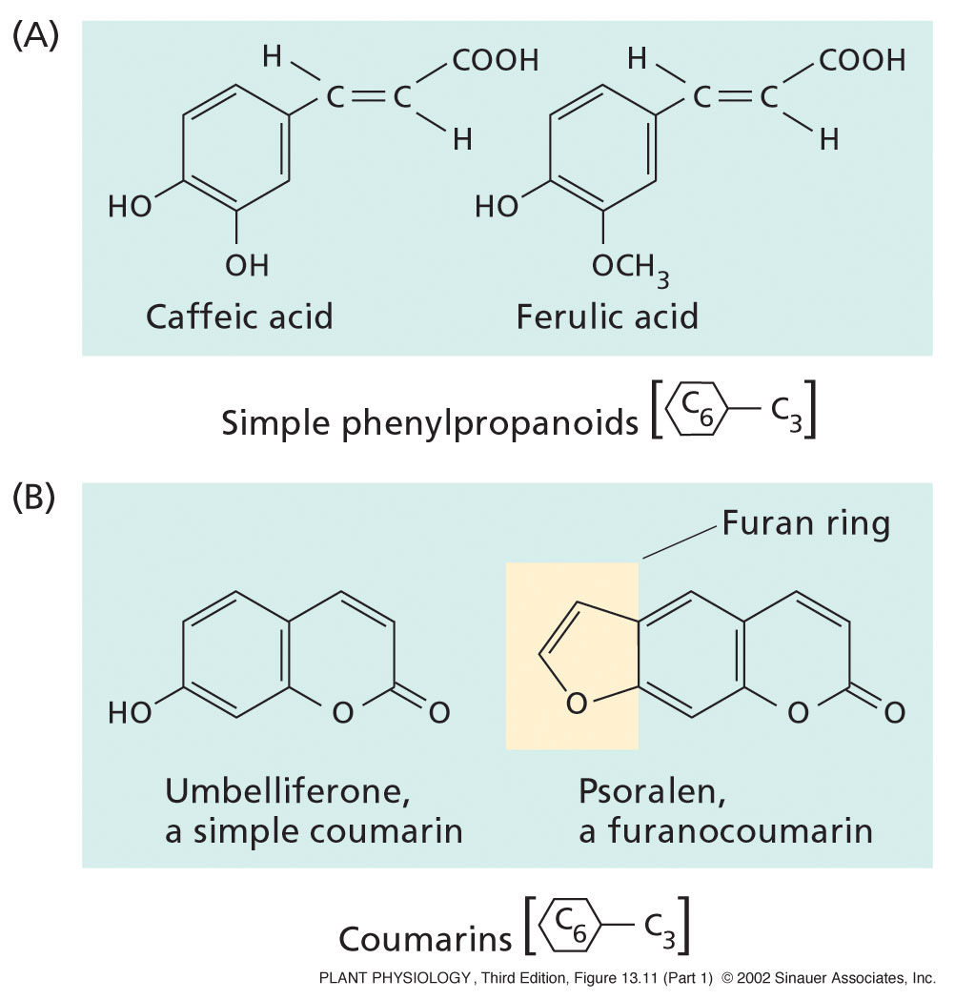 (A)
H COOH H COOH
C C C C
H H
HO HO
OH OCH3
Caffeic acid Ferulic acid
Simple phenylpropanoids [C6 C3]
(B)
Furan ring
HO O O O O O
Umbelliferone, Psoralen,
a simple coumarin a furanocoumarin
Coumarins [C6 C3]
PLANT PHYSIOLOGY, Third Edition, Figure 13.11 (Part 1) © 2002 Sinauer Associates, Inc.